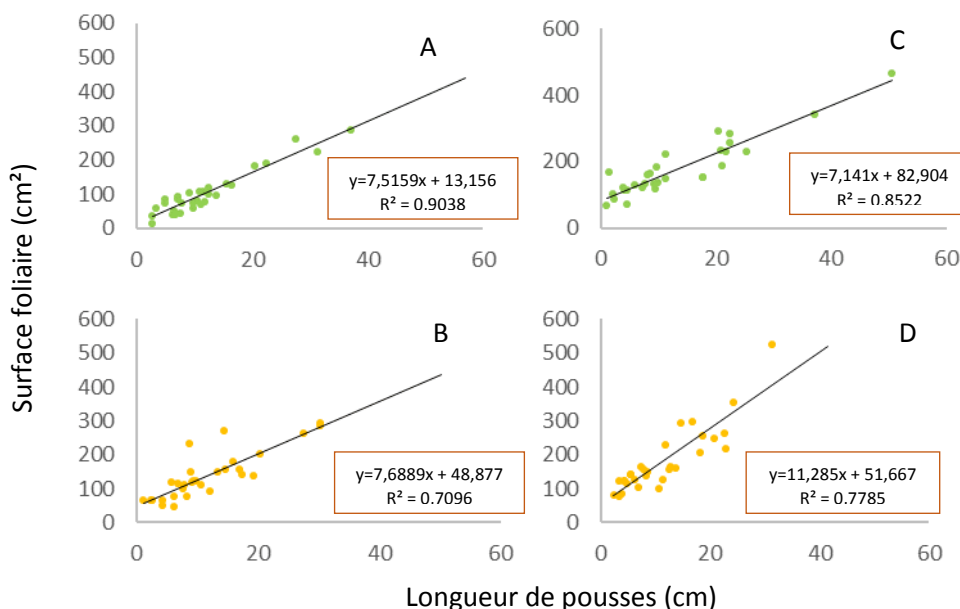 Surface foliaire (cm²)
600
500
400
300
200
100
0
0
20
40
60
A
y=7,5159x + 13,156
R² = 0.9038
600
400
200
0
0
20
40
60
C
y=7,141x + 82,904
R² = 0.8522
600
500
400
300
200
100
0
0
20
40
60
B
y=7,6889x + 48,877
R² = 0.7096
600
500
400
300
200
100
0
0
20
40
60
D
y=11,285x + 51,667
R² = 0.7785
Longueur de pousses (cm)